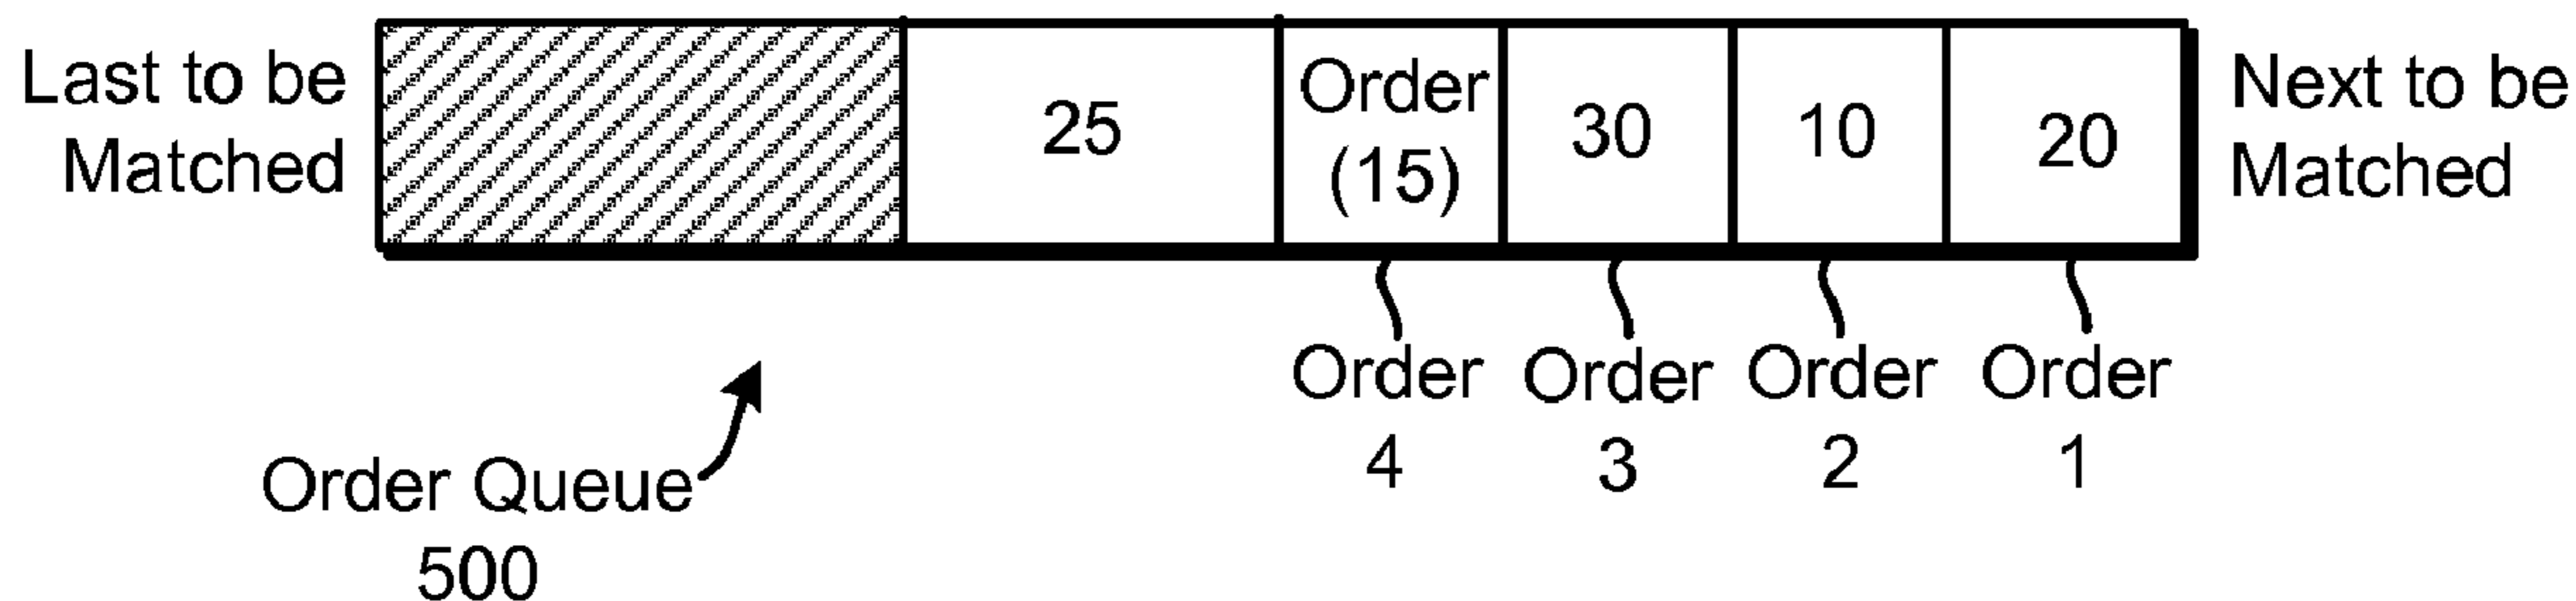 Last to be
Matched
25
Order
(15)
30
10
20
Next to be
Matched
Order
4
Order
3
Order
2
Order
1
Order Queue
500